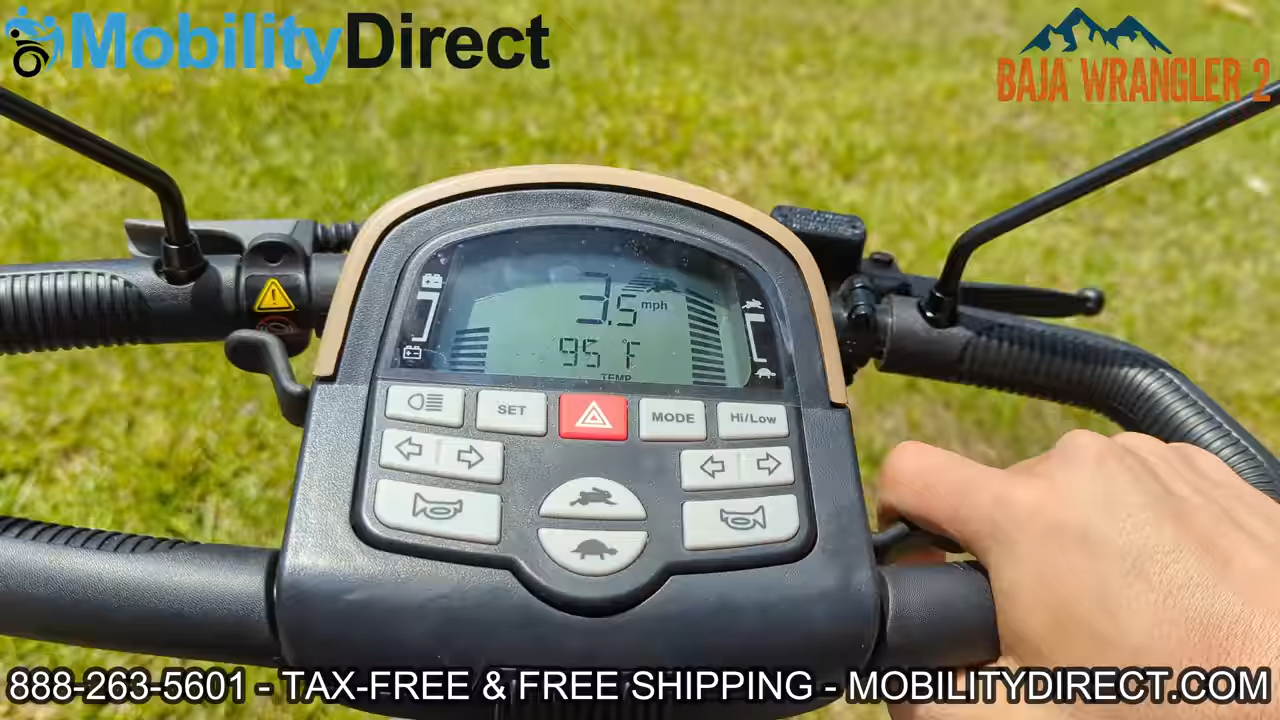 MobilityDirect
BAJA WRANGLER 2
3.5 mph
95 °F
TEMP
SET
MODE
Hi/Low
888-263-5601 - TAX-FREE & FREE SHIPPING - MOBILITYDIRECT.COM